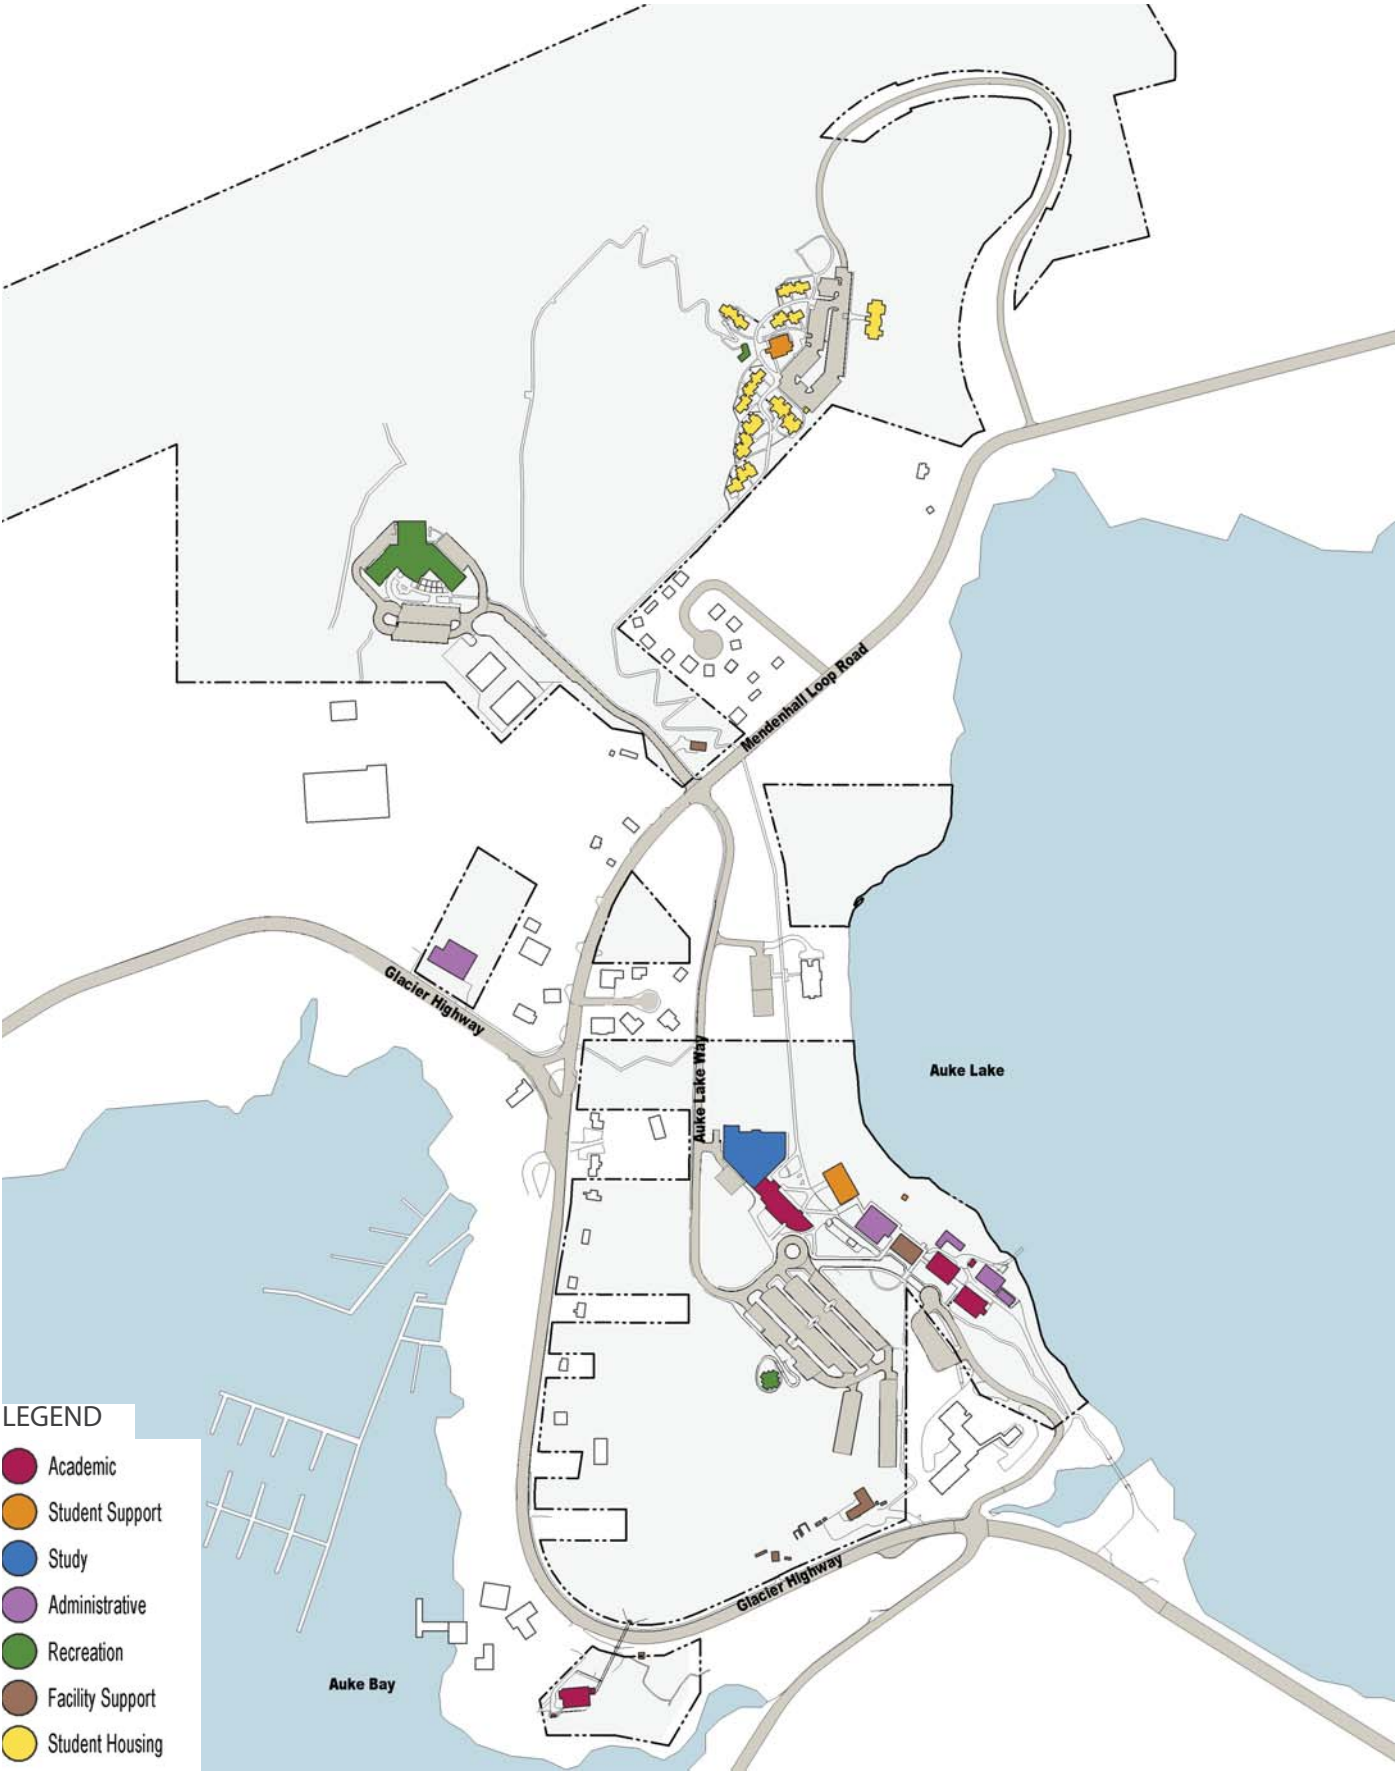 Mendenhall Loop Road
Glacier Highway
Auke Lake Way
Auke Lake
Glacier Highway
Auke Bay
LEGEND
Academic
Student Support
Study
Administrative
Recreation
Facility Support
Student Housing